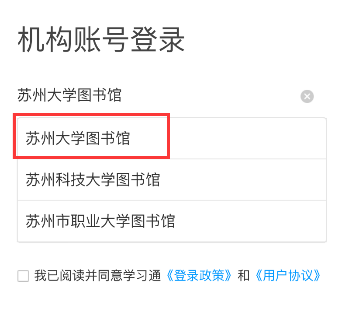 机构账号登录
苏州大学图书馆
苏州大学图书馆
苏州科技大学图书馆
苏州市职业大学图书馆
我已阅读并同意学习通《登录政策》和《用户协议》